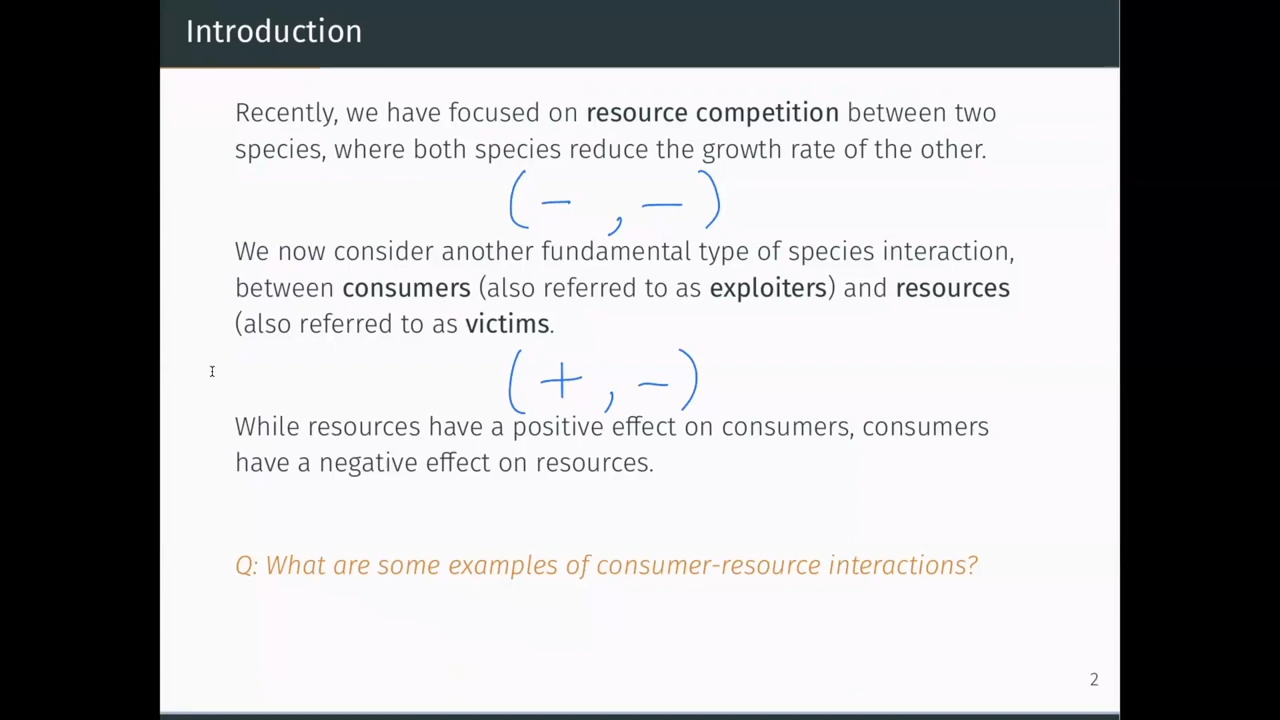 Introduction
Recently, we have focused on resource competition between two
species, where both species reduce the growth rate of the other.
(− , −)
We now consider another fundamental type of species interaction,
between consumers (also referred to as exploiters) and resources
(also referred to as victims.
(+ , −)
While resources have a positive effect on consumers, consumers
have a negative effect on resources.
Q: What are some examples of consumer-resource interactions?
2